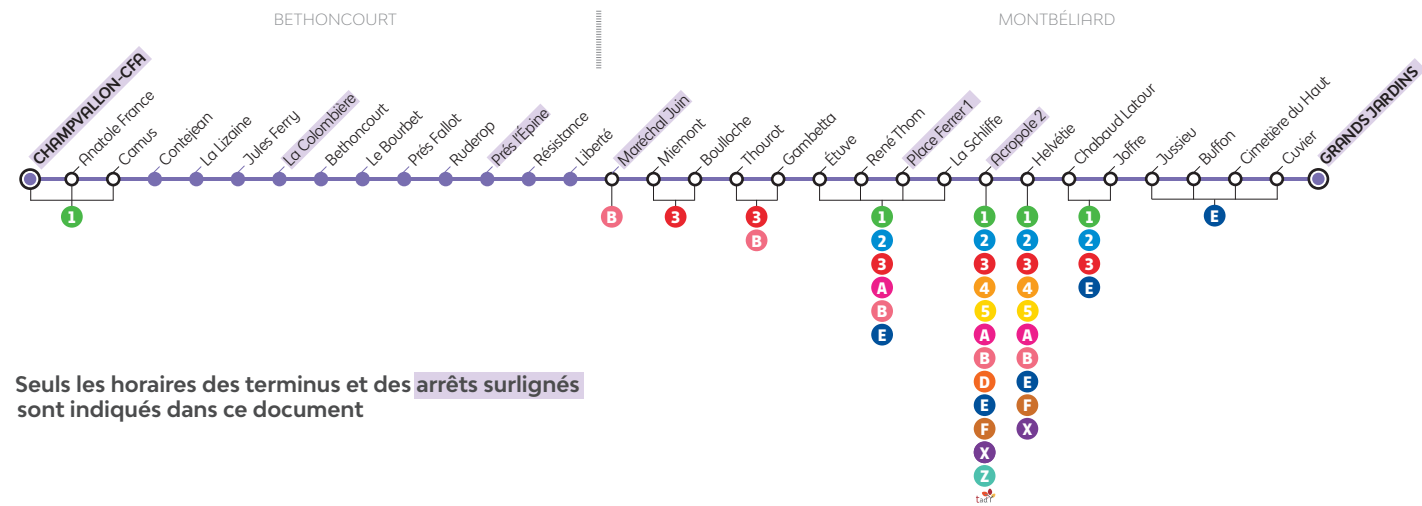 BETHONCOURT
MONTBÉLIARD
CHAMPVALLON-CFA
Anatole France
Camus
Contejean
La Lizaine
Jules Ferry
La Colombière
Bethoncourt
Le Bourbet
Prés Fallot
Ruderop
Prés l'Épine
Résistance
Liberté
Maréchal Juin
Miemont
Boulloche
Thourot
Gambetta
Étuve
René Thom
Place Ferrer 1
La Schliffe
Acropole 2
Helvétie
Chabaud Latour
Joffre
Jussieu
Buffon
Cimetière du Haut
Cuvier
GRANDS JARDINS
1
B
3
3
B
1
2
3
A
B
E
1
2
3
4
5
A
B
D
E
F
X
Z
tadY
1
2
3
4
5
A
B
E
F
X
1
2
3
E
E
Seuls les horaires des terminus et des arrêts surlignés
sont indiqués dans ce document